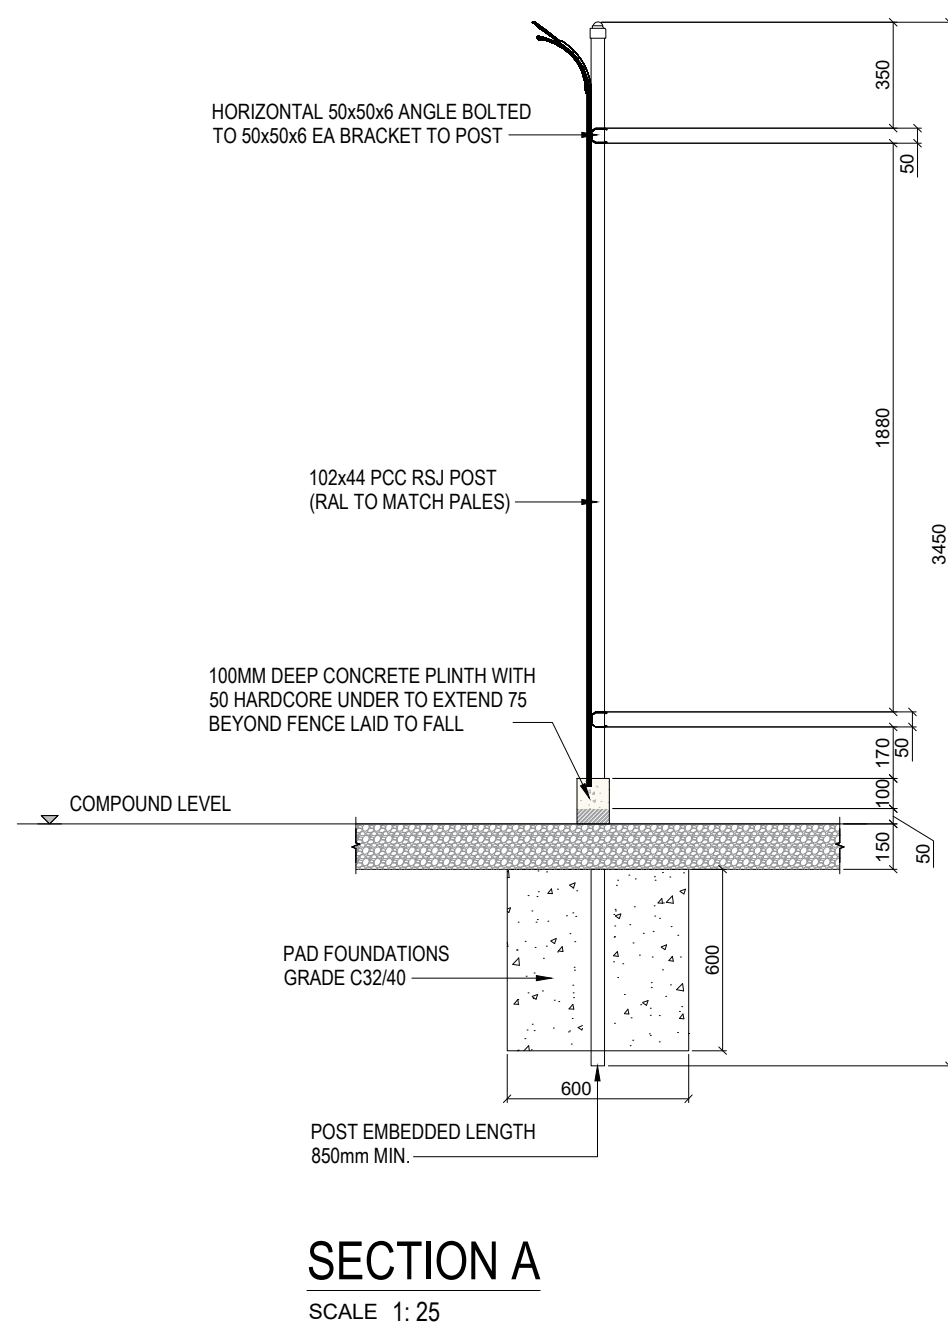 350
HORIZONTAL 50x50x6 ANGLE BOLTED
TO 50x50x6 EA BRACKET TO POST
50
1880
102x44 PCC RSJ POST
(RAL TO MATCH PALES)
3450
100MM DEEP CONCRETE PLINTH WITH
50 HARDCORE UNDER TO EXTEND 75
BEYOND FENCE LAID TO FALL
50
170
100
COMPOUND LEVEL
150
50
PAD FOUNDATIONS
GRADE C32/40
600
600
POST EMBEDDED LENGTH
850mm MIN.
SECTION A
SCALE 1: 25